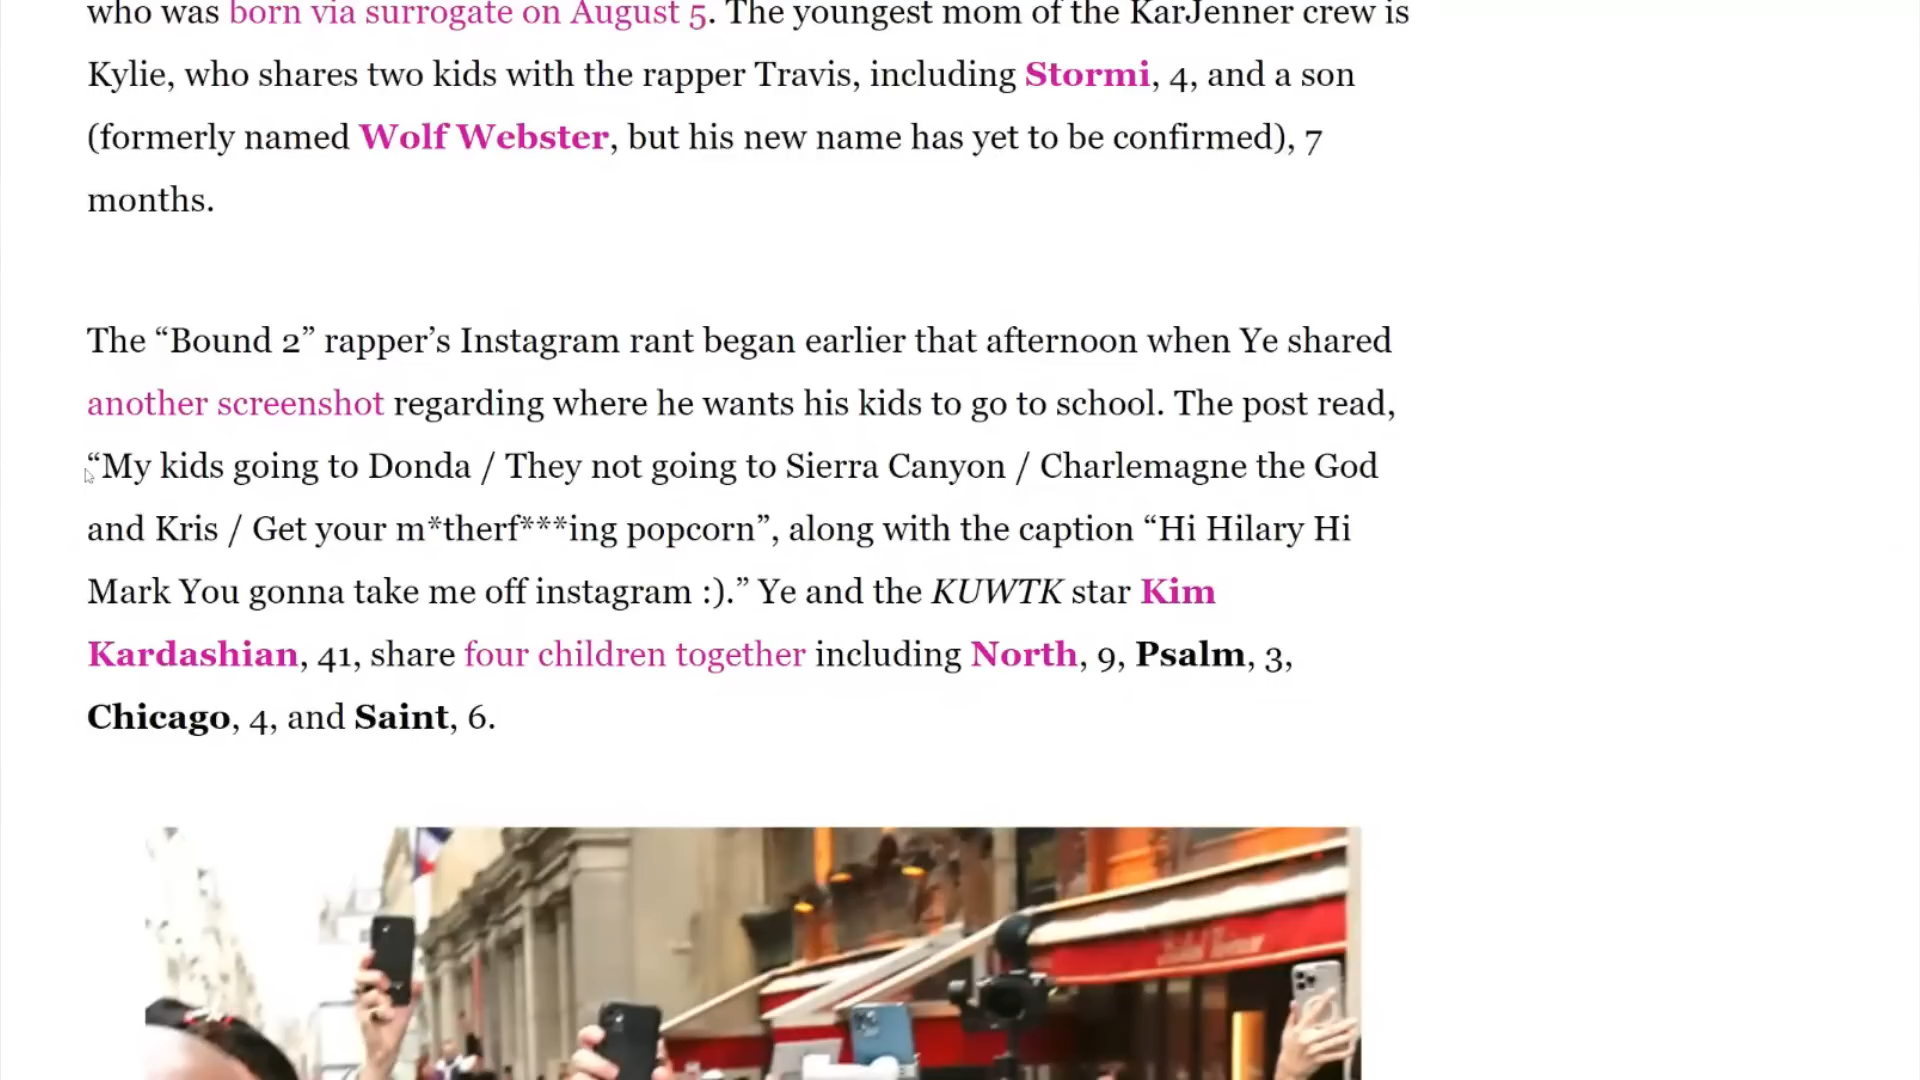 who was born via surrogate on August 5. The youngest mom of the KarJenner crew is
Kylie, who shares two kids with the rapper Travis, including Stormi, 4, and a son
(formerly named Wolf Webster, but his new name has yet to be confirmed), 7
months.
The “Bound 2” rapper’s Instagram rant began earlier that afternoon when Ye shared
another screenshot regarding where he wants his kids to go to school. The post read,
“My kids going to Donda / They not going to Sierra Canyon / Charlemagne the God
and Kris / Get your m*therf***ing popcorn”, along with the caption “Hi Hilary Hi
Mark You gonna take me off instagram :).” Ye and the KUWTK star Kim
Kardashian, 41, share four children together including North, 9, Psalm, 3,
Chicago, 4, and Saint, 6.